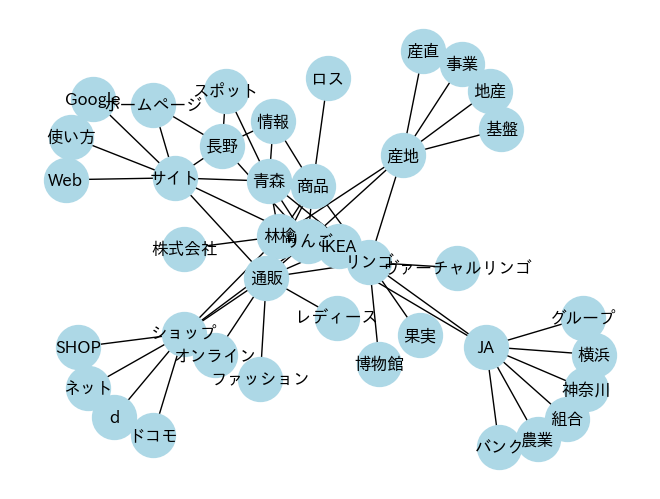 産直
事業
ロス
スポット
地産
Google
ホームページ
情報
基盤
使い方
長野
産地
サイト
Web
青森
商品
林檎
りんご
IKEA
株式会社
リンゴ
ヴァーチャルリンゴ
通販
レディース
グループ
ショップ
果実
SHOP
JA
横浜
オンライン
博物館
ファッション
ネット
神奈川
d
組合
ドコモ
農業
バンク